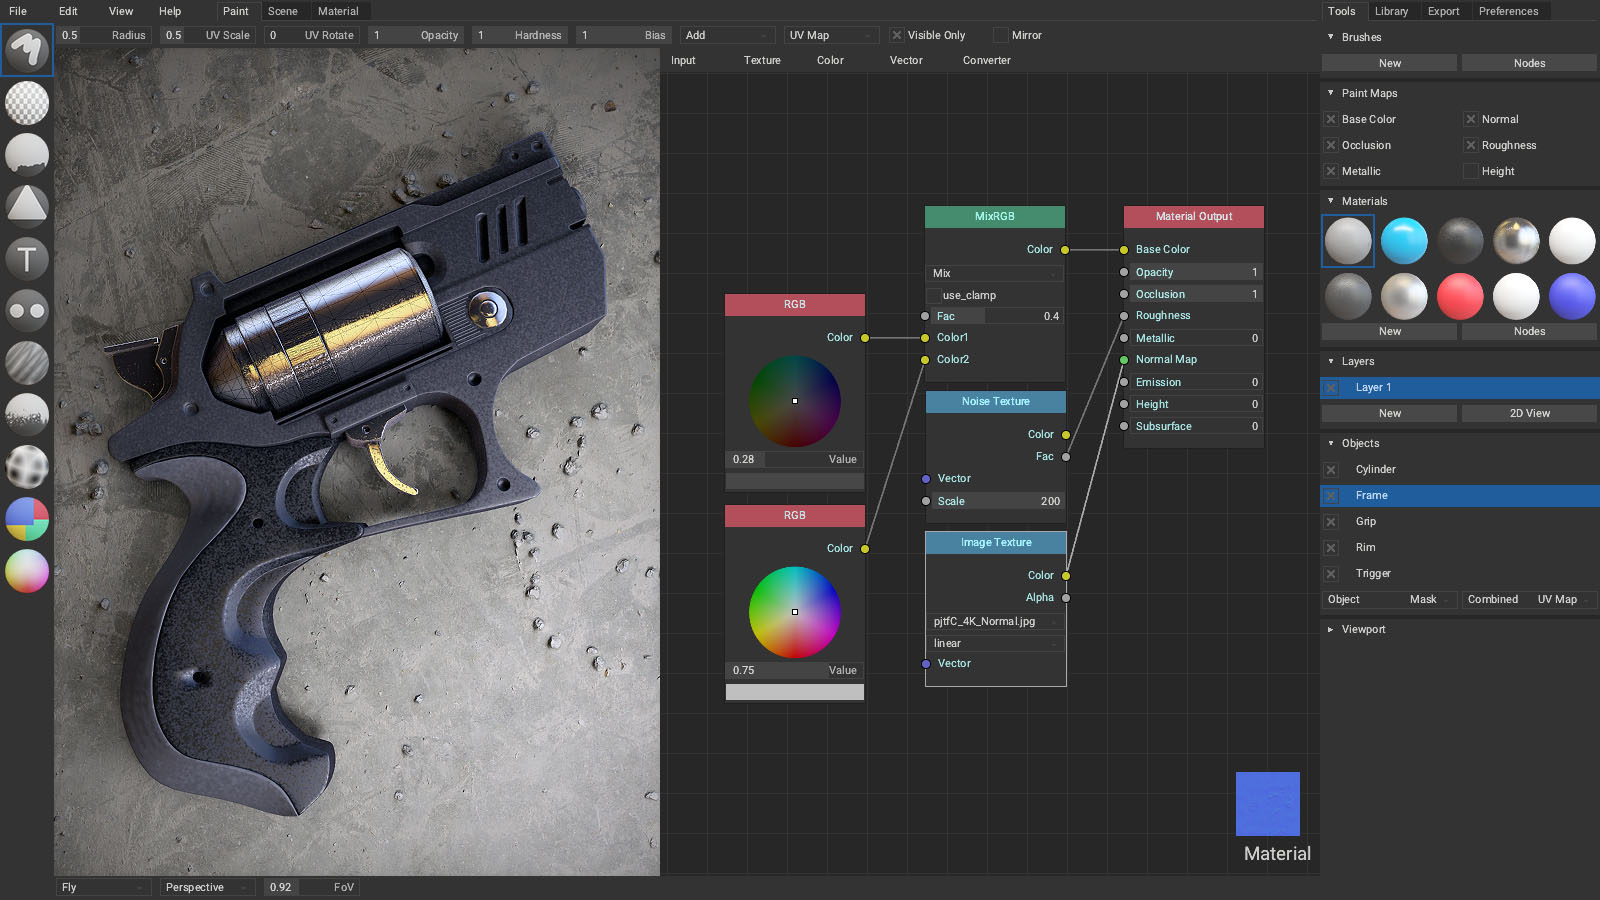 File Edit View Help Paint Scene Material
Tools Library Export Preferences
0.5 Radius 0.5 UV Scale 0 UV Rotate 1 Opacity 1 Hardness 1 Bias Add UV Map Visible Only Mirror
Input Texture Color Vector Converter
T
RGB
Color
0.28 Value
RGB
Color
0.75 Value
MixRGB
Color
Mix
use_clamp
Fac 0.4
Color1
Color2
Noise Texture
Color
Fac
Vector
Scale 200
Image Texture
Color
Alpha
pjtfC_4K_Normal.jpg
linear
Vector
Material Output
Base Color
Opacity 1
Occlusion 1
Roughness
Metallic 0
Normal Map
Emission 0
Height 0
Subsurface 0
Material
Brushes
New Nodes
Paint Maps
Base Color Normal
Occlusion Roughness
Metallic Height
Materials
New Nodes
Layers
Layer 1
New 2D View
Objects
Cylinder
Frame
Grip
Rim
Trigger
Object Mask Combined UV Map
Viewport
Fly Perspective 0.92 FoV